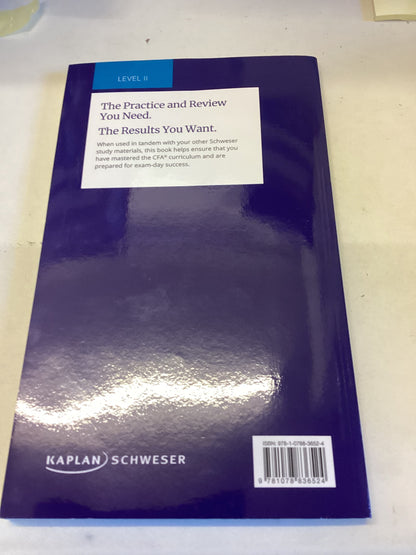 LEVEL II
The Practice and Review
You Need.
The Results You Want.
When used in tandem with your other Schweser
study materials, this book helps ensure that you
have mastered the CFA® curriculum and are
prepared for exam-day success.
ISBN: 978-1-0788-3652-4
9 781078 836524
KAPLAN SCHWESER